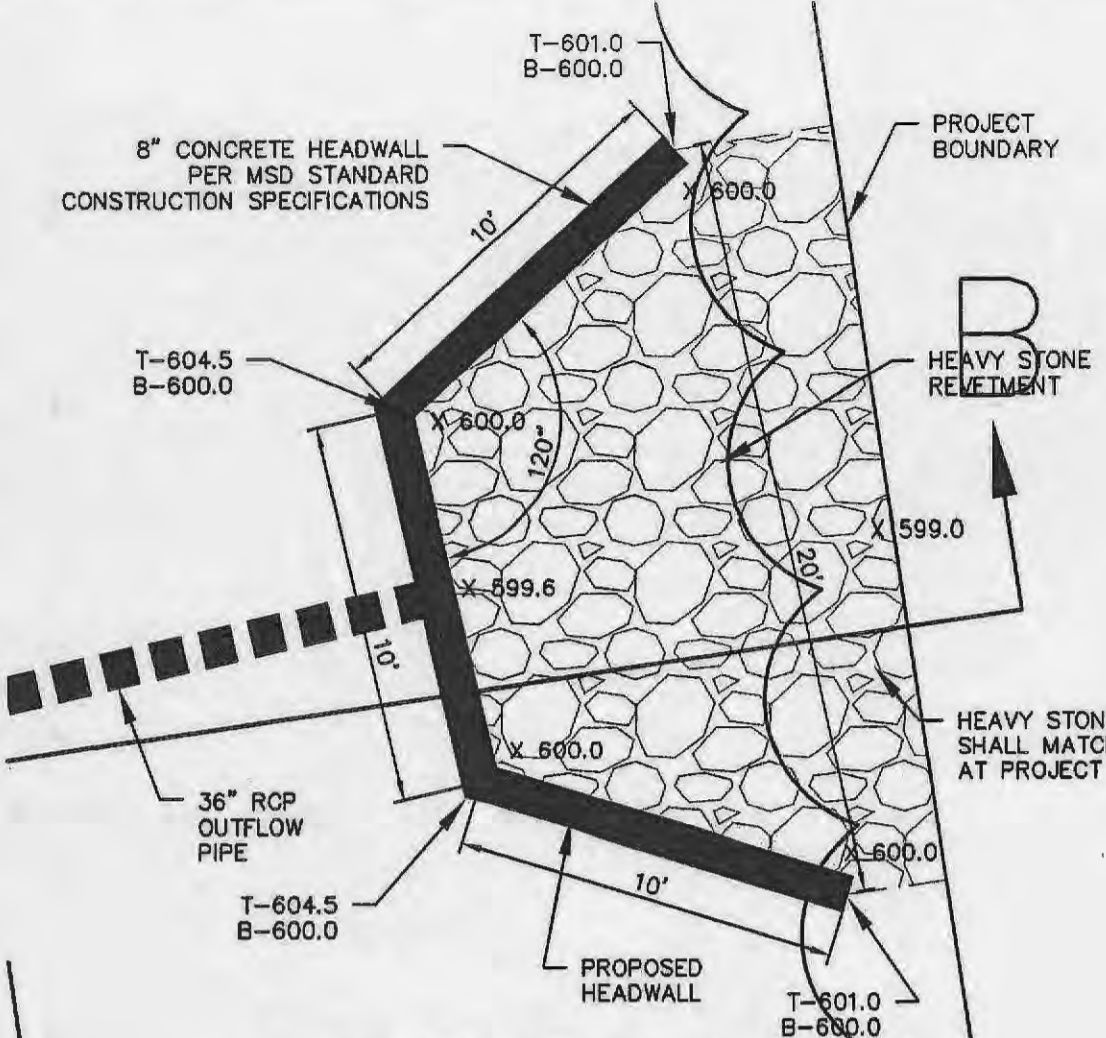 T-601.0
B-600.0
8" CONCRETE HEADWALL
PER MSD STANDARD
CONSTRUCTION SPECIFICATIONS
PROJECT
BOUNDARY
10'
X 600.0
T-604.5
B-600.0
B
HEAVY STONE
REVETMENT
X 600.0
120°
X 599.0
X 599.6
20'
10'
X 600.0
HEAVY STON
SHALL MATC
AT PROJECT
36" RCP
OUTFLOW
PIPE
X 600.0
10'
T-604.5
B-600.0
PROPOSED
HEADWALL
T-601.0
B-600.0